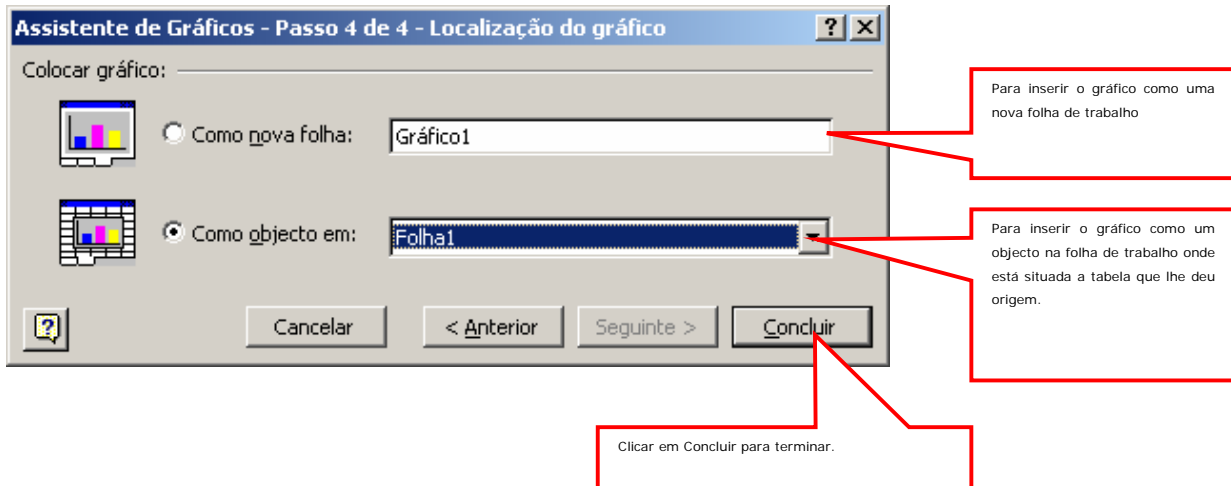 Assistente de Gráficos - Passo 4 de 4 - Localização do gráfico
Colocar gráfico:
Como nova folha:
Gráfico1
Como objecto em:
Folha1
Cancelar
< Anterior
Seguinte >
Concluir
Para inserir o gráfico como uma
nova folha de trabalho
Para inserir o gráfico como um
objecto na folha de trabalho onde
está situada a tabela que lhe deu
origem.
Clicar em Concluir para terminar.